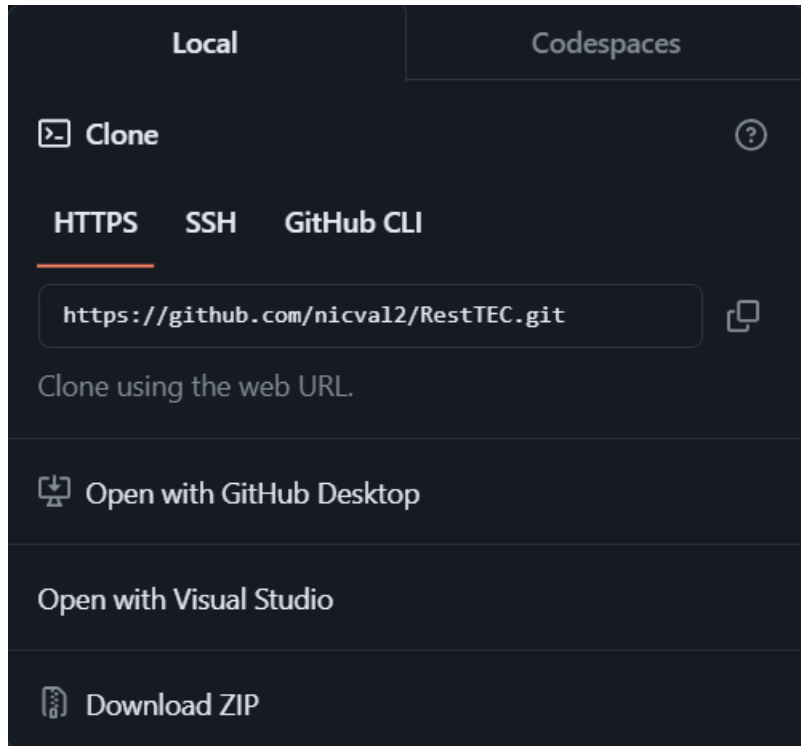 Local Codespaces
Clone
HTTPS SSH GitHub CLI
https://github.com/nicval2/RestTEC.git
Clone using the web URL.
Open with GitHub Desktop
Open with Visual Studio
Download ZIP